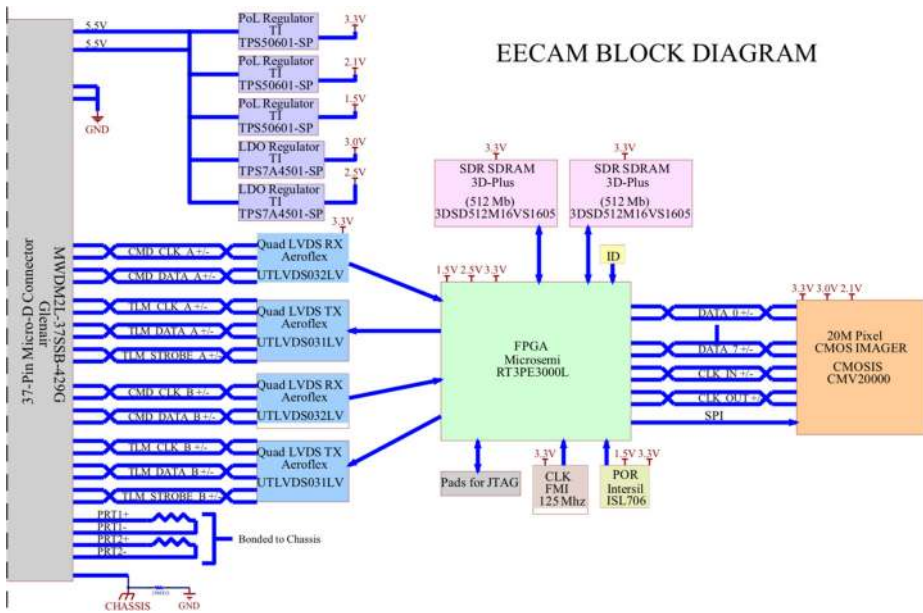 EECAM BLOCK DIAGRAM
37-Pin Micro-D Connector
Glenair
MWDM2L-37SSB-429G
5.5V
5.5V
GND
PoL Regulator
TI
TPS50601-SP
3.3V
PoL Regulator
TI
TPS50601-SP
2.1V
PoL Regulator
TI
TPS50601-SP
1.5V
LDO Regulator
TI
TPS7A4501-SP
3.0V
LDO Regulator
TI
TPS7A4501-SP
2.5V
3.3V
CMD_CLK_A +/-
CMD_DATA_A +/-
Quad LVDS RX
Aeroflex
UTLVDS032LV
TLM_CLK_A +/-
TLM_DATA_A +/-
TLM_STROBE_A +/-
Quad LVDS TX
Aeroflex
UTLVDS031LV
CMD_CLK_B +/-
CMD_DATA_B +/-
Quad LVDS RX
Aeroflex
UTLVDS032LV
TLM_CLK_B +/-
TLM_DATA_B +/-
TLM_STROBE_B +/-
Quad LVDS TX
Aeroflex
UTLVDS031LV
PRT1+
PRT1-
PRT2+
PRT2-
Bonded to Chassis
CHASSIS
GND
3.3V
SDR SDRAM
3D-Plus
(512 Mb)
3DSD512M16VS1605
3.3V
SDR SDRAM
3D-Plus
(512 Mb)
3DSD512M16VS1605
ID
1.5V 2.5V 3.3V
FPGA
Microsemi
RT3PE3000L
DATA_0 +/-
DATA_7 +/-
CLK_IN +/-
CLK_OUT +/
SPI
3.3V 3.0V 2.1V
20M Pixel
CMOS IMAGER
CMOSIS
CMV20000
Pads for JTAG
3.3V
CLK
FMI
125 Mhz
1.5V 3.3V
POR
Intersil
ISL706